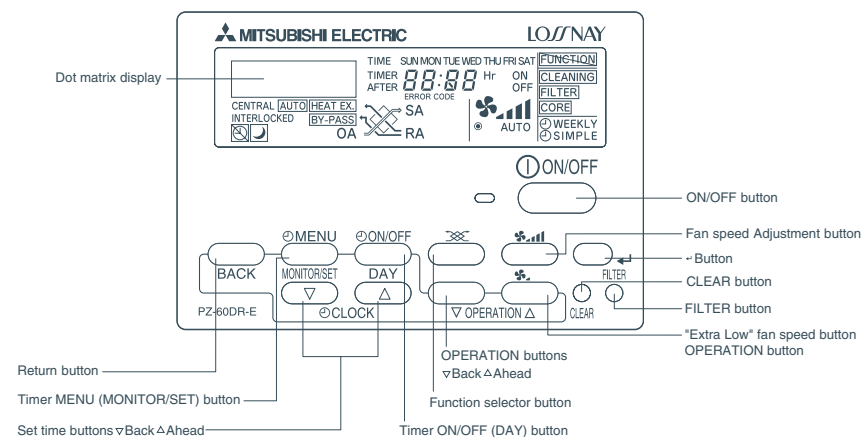 MITSUBISHI ELECTRIC
LOSSNAY
Dot matrix display
TIME SUN MON TUE WED THU FRI SAT FUNCTION
TIMER 88:88 Hr ON CLEANING
AFTER OFF
ERROR CODE
FILTER
CENTRAL AUTO HEAT EX. SA CORE
INTERLOCKED BY-PASS AUTO WEEKLY
OA RA SIMPLE
ON/OFF
ON/OFF button
MENU ON/OFF
Fan speed Adjustment button
↵ Button
BACK MONITOR/SET DAY FILTER
▽ △
CLEAR button
PZ-60DR-E CLOCK ▽ OPERATION △ CLEAR
FILTER button
"Extra Low" fan speed button
OPERATION button
OPERATION buttons
▽Back △Ahead
Return button
Function selector button
Timer MENU (MONITOR/SET) button
Set time buttons ▽Back △Ahead
Timer ON/OFF (DAY) button